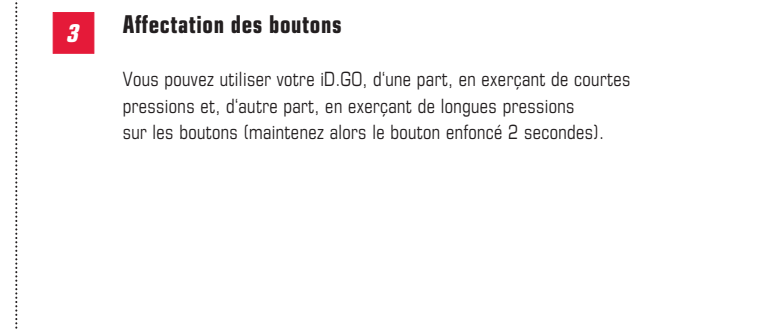 3
Affectation des boutons
Vous pouvez utiliser votre iD.GO, d'une part, en exerçant de courtes
pressions et, d'autre part, en exerçant de longues pressions
sur les boutons (maintenez alors le bouton enfoncé 2 secondes).